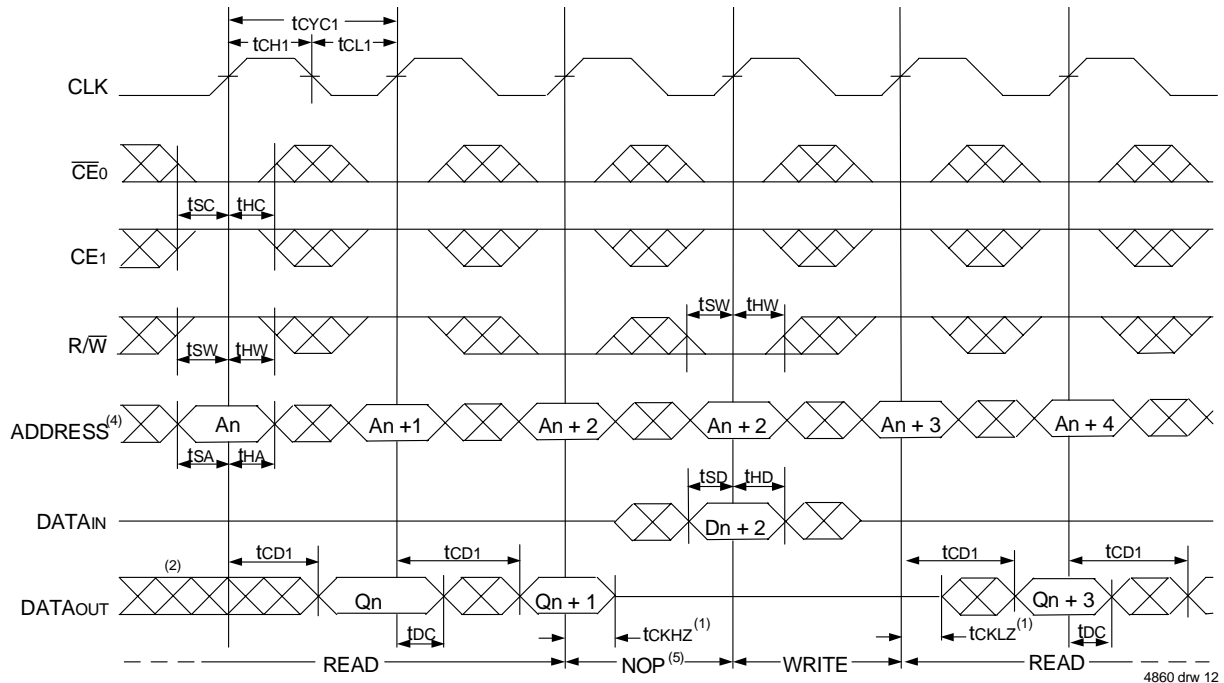 tCYC1
tCH1 tCL1
CLK
CE0
tSC tHC
CE1
tSW tHW
R/W
tSW tHW
ADDRESS(4) An An +1 An + 2 An + 2 An + 3 An + 4
tSA tHA
tSD tHD
DATAIN Dn + 2
tCD1 tCD1 tCD1 tCD1
(2)
DATAOUT Qn Qn + 1 Qn + 3
tDC tCKHZ(1) tCKLZ(1) tDC
READ NOP(5) WRITE READ
4860 drw 12